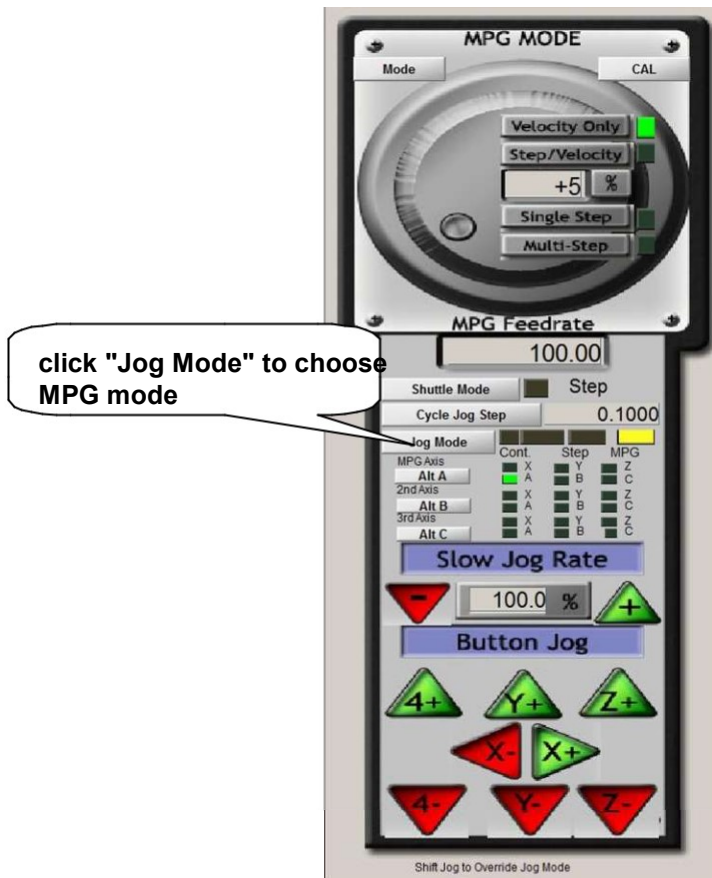 MPG MODE
Mode CAL
Velocity Only
Step/Velocity
+5 %
Single Step
Multi-Step
MPG Feedrate
click "Jog Mode" to choose
MPG mode
100.00
Shuttle Mode Step
Cycle Jog Step 0.1000
Jog Mode
Cont. Step MPG
MPG Axis X Y Z
Alt A A B C
2nd Axis X Y Z
Alt B A B C
3rd Axis X Y Z
Alt C A B C
Slow Jog Rate
- 100.0 % +
Button Jog
4+ Y+ Z+
X- X+
4- Y- Z-
Shift Jog to Override Jog Mode